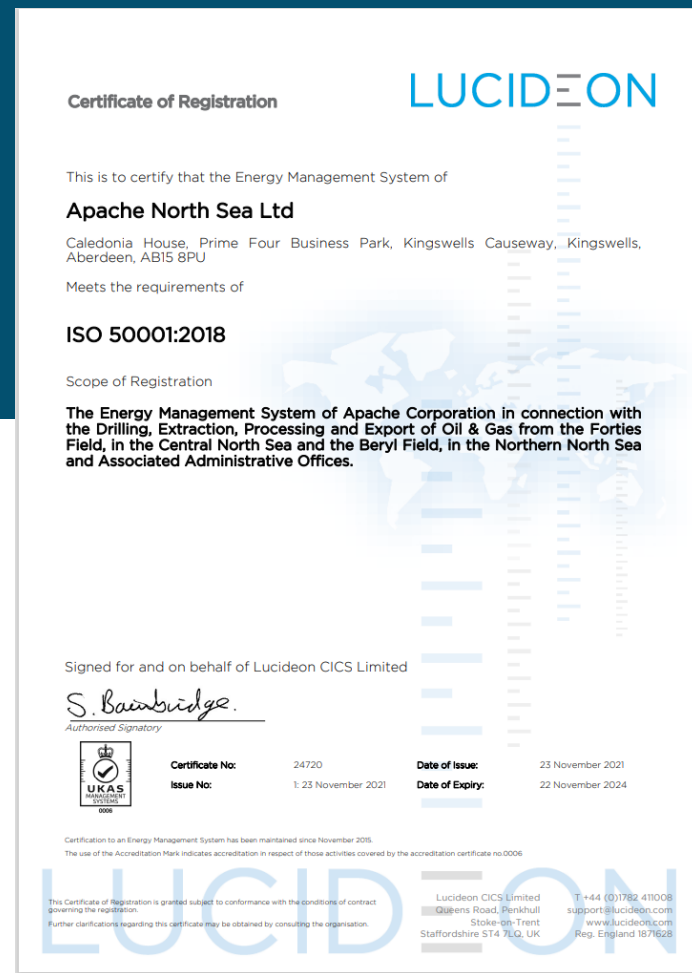 LUCIDEON
Certificate of Registration
This is to certify that the Energy Management System of
Apache North Sea Ltd
Caledonia House, Prime Four Business Park, Kingswells Causeway, Kingswells,
Aberdeen, AB15 8PU
Meets the requirements of
ISO 50001:2018
Scope of Registration
The Energy Management System of Apache Corporation in connection with
the Drilling, Extraction, Processing and Export of Oil & Gas from the Forties
Field, in the Central North Sea and the Beryl Field, in the Northern North Sea
and Associated Administrative Offices.
Signed for and on behalf of Lucideon CICS Limited
S. Bainbridge.
Authorised Signatory
UKAS
MANAGEMENT
SYSTEMS
0006
Certificate No: 24720 Date of Issue: 23 November 2021
Issue No: 1: 23 November 2021 Date of Expiry: 22 November 2024
Certification to an Energy Management System has been maintained since November 2015.
The use of the Accreditation Mark indicates accreditation in respect of those activities covered by the accreditation certificate no.0006
LUCIDEON
This Certificate of Registration is granted subject to conformance with the conditions of contract
governing the registration.
Further clarifications regarding this certificate may be obtained by consulting the organisation.
Lucideon CICS Limited
Queens Road, Penkhull
Stoke-on-Trent
Staffordshire ST4 7LQ, UK
T +44 (0)1782 411008
support@lucideon.com
www.lucideon.com
Reg. England 1871628